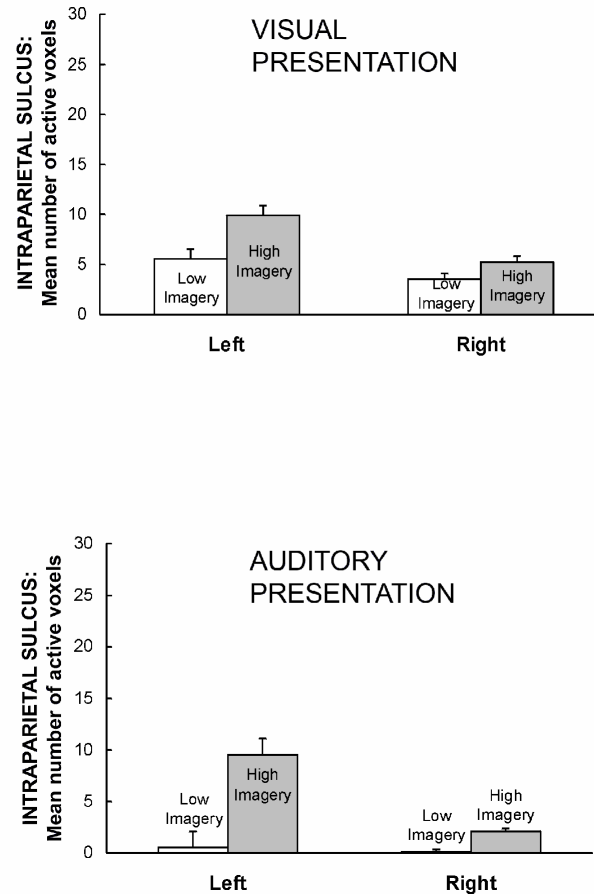 VISUAL
PRESENTATION
INTRAPARIETAL SULCUS:
Mean number of active voxels
30
25
20
15
10
5
0
Low
Imagery
High
Imagery
Low
Imagery
High
Imagery
Left
Right
AUDITORY
PRESENTATION
INTRAPARIETAL SULCUS:
Mean number of active voxels
30
25
20
15
10
5
0
Low
Imagery
High
Imagery
Low
Imagery
High
Imagery
Left
Right